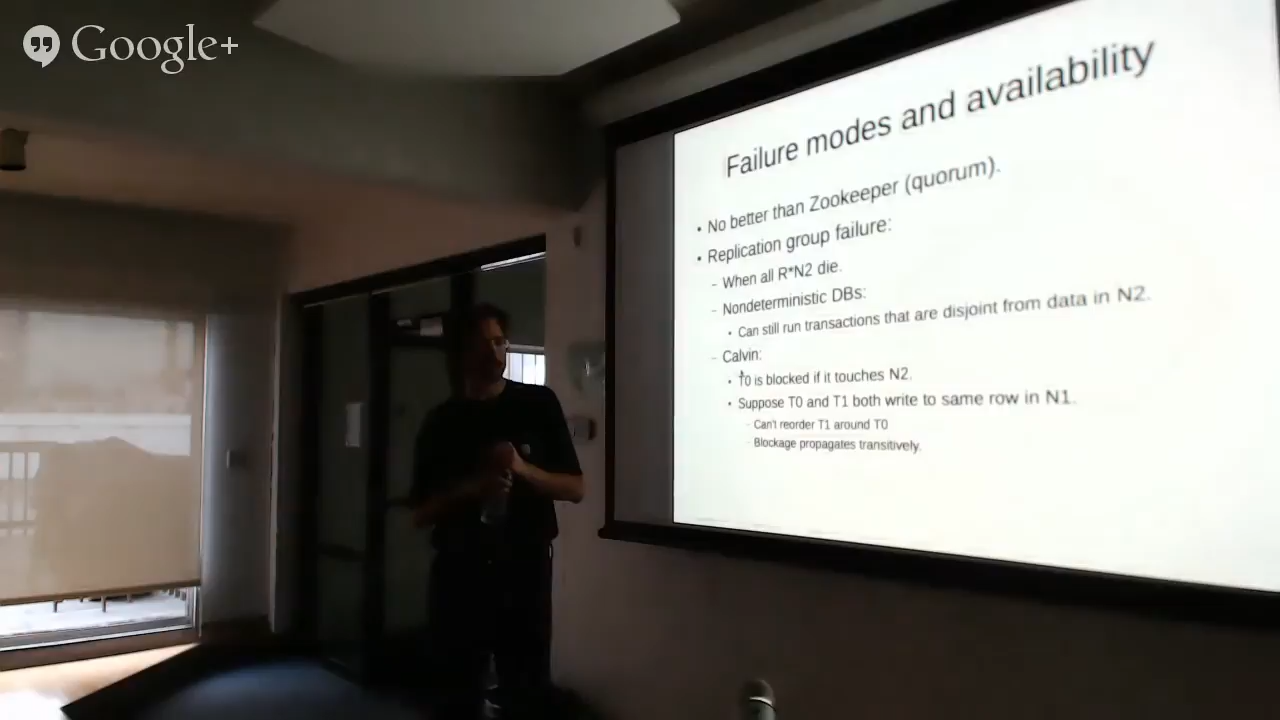 Google+
Failure modes and availability
• No better than Zookeeper (quorum).
• Replication group failure:
– When all R*N2 die.
– Nondeterministic DBs:
• Can still run transactions that are disjoint from data in N2.
– Calvin:
• T0 is blocked if it touches N2.
• Suppose T0 and T1 both write to same row in N1.
– Can't reorder T1 around T0
– Blockage propagates transitively.